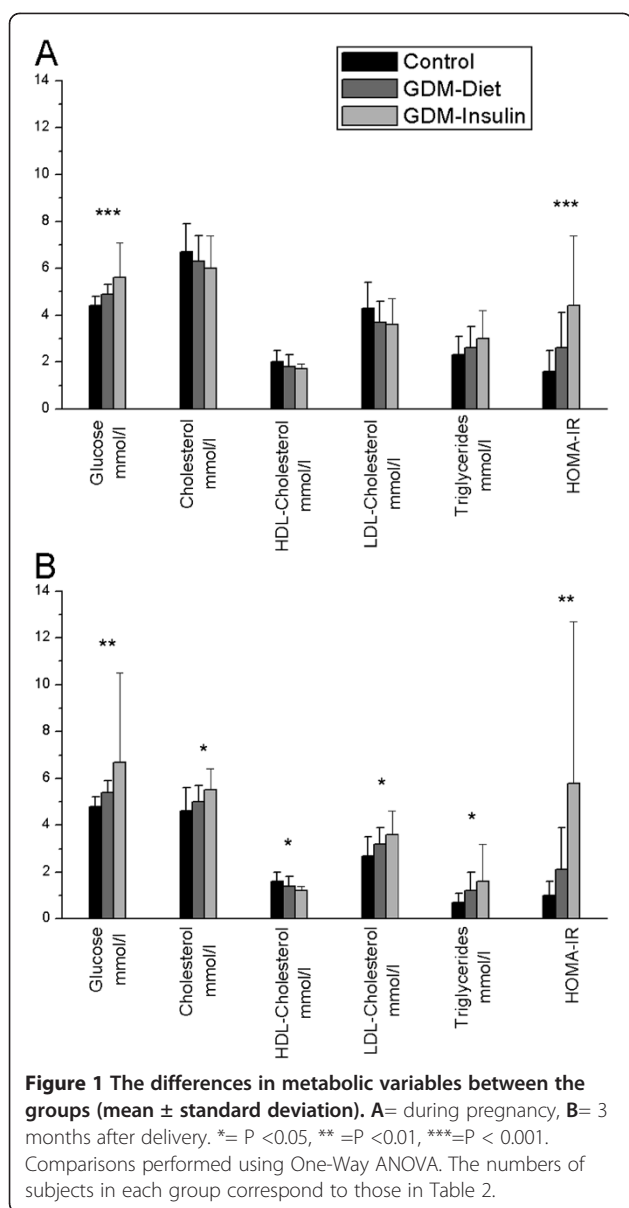 A
Control
GDM-Diet
GDM-Insulin
14
12
10
8
6
4
2
0
***
***
Glucose
mmol/l
Cholesterol
mmol/l
HDL-Cholesterol
mmol/l
LDL-Cholesterol
mmol/l
Triglycerides
mmol/l
HOMA-IR
B
14
12
10
8
6
4
2
0
**
*
*
*
*
**
Glucose
mmol/l
Cholesterol
mmol/l
HDL-Cholesterol
mmol/l
LDL-Cholesterol
mmol/l
Triglycerides
mmol/l
HOMA-IR
Figure 1 The differences in metabolic variables between the
groups (mean ± standard deviation). A= during pregnancy, B= 3
months after delivery. *= P <0.05, ** =P <0.01, ***=P < 0.001.
Comparisons performed using One-Way ANOVA. The numbers of
subjects in each group correspond to those in Table 2.